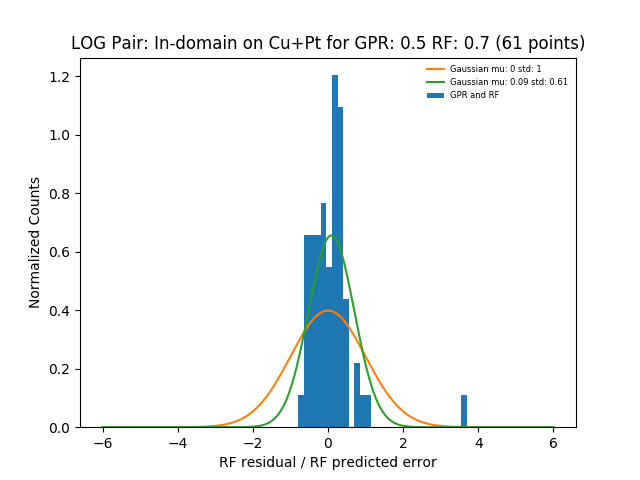 LOG Pair: In-domain on Cu+Pt for GPR: 0.5 RF: 0.7 (61 points)
Gaussian mu: 0 std: 1
Gaussian mu: 0.09 std: 0.61
GPR and RF
Normalized Counts
1.2
1.0
0.8
0.6
0.4
0.2
0.0
−6 −4 −2 0 2 4 6
RF residual / RF predicted error